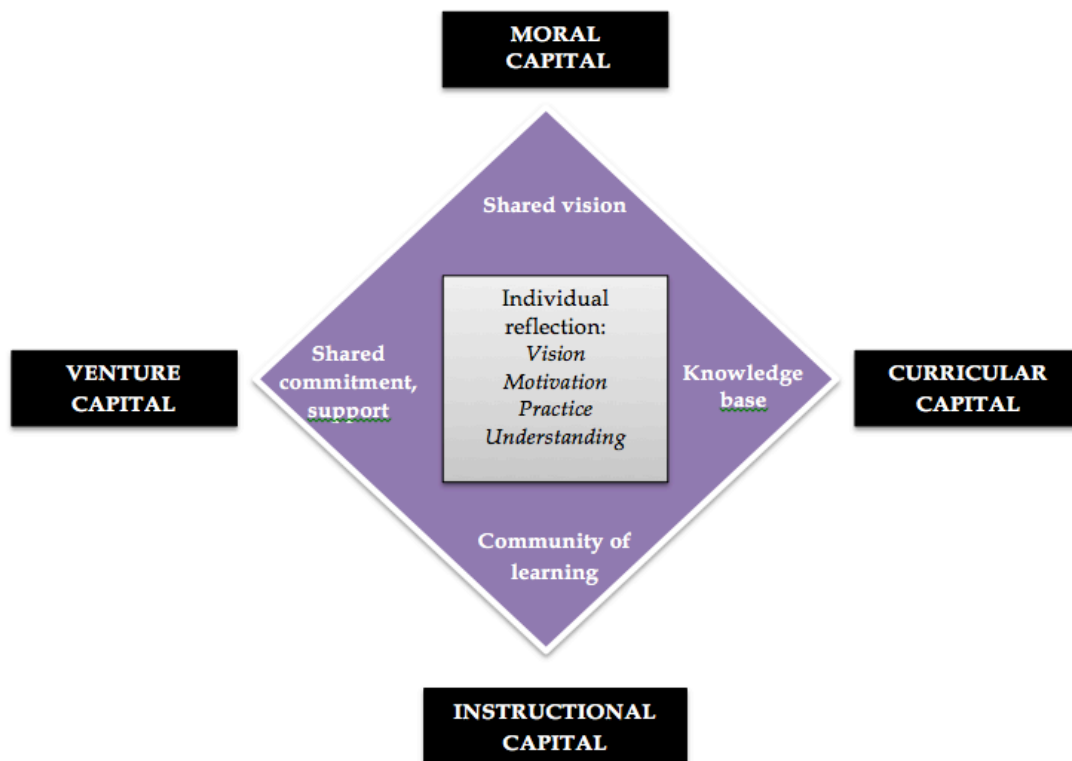 MORAL
CAPITAL
Shared vision
Individual
reflection:
Vision
Motivation
Practice
Understanding
Shared
commitment,
support
Knowledge
base
VENTURE
CAPITAL
CURRICULAR
CAPITAL
Community of
learning
INSTRUCTIONAL
CAPITAL